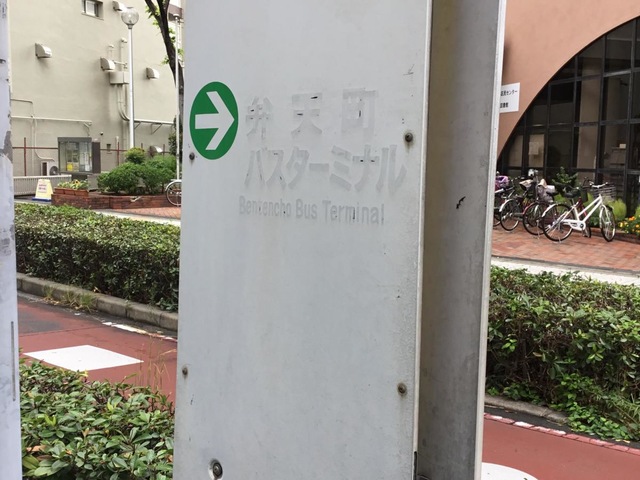 弁天町
バスターミナル
Bentencho Bus Terminal